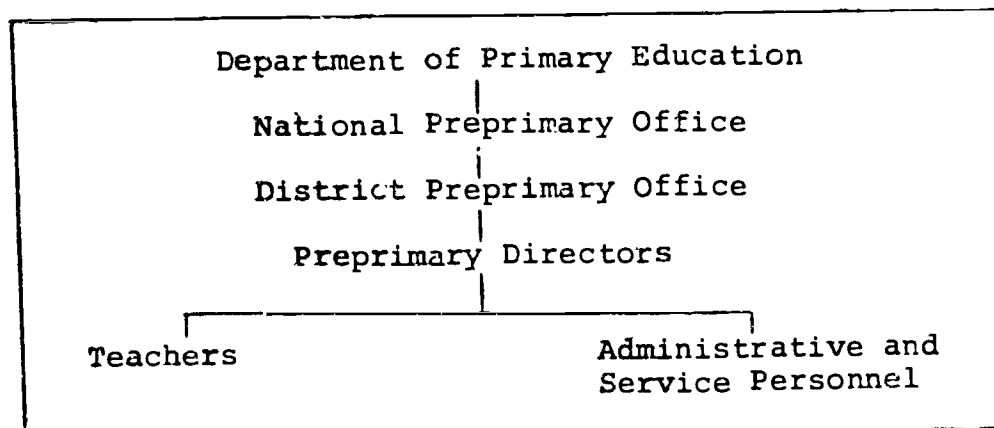 Department of Primary Education
National Preprimary Office
District Preprimary Office
Preprimary Directors
Teachers
Administrative and
Service Personnel